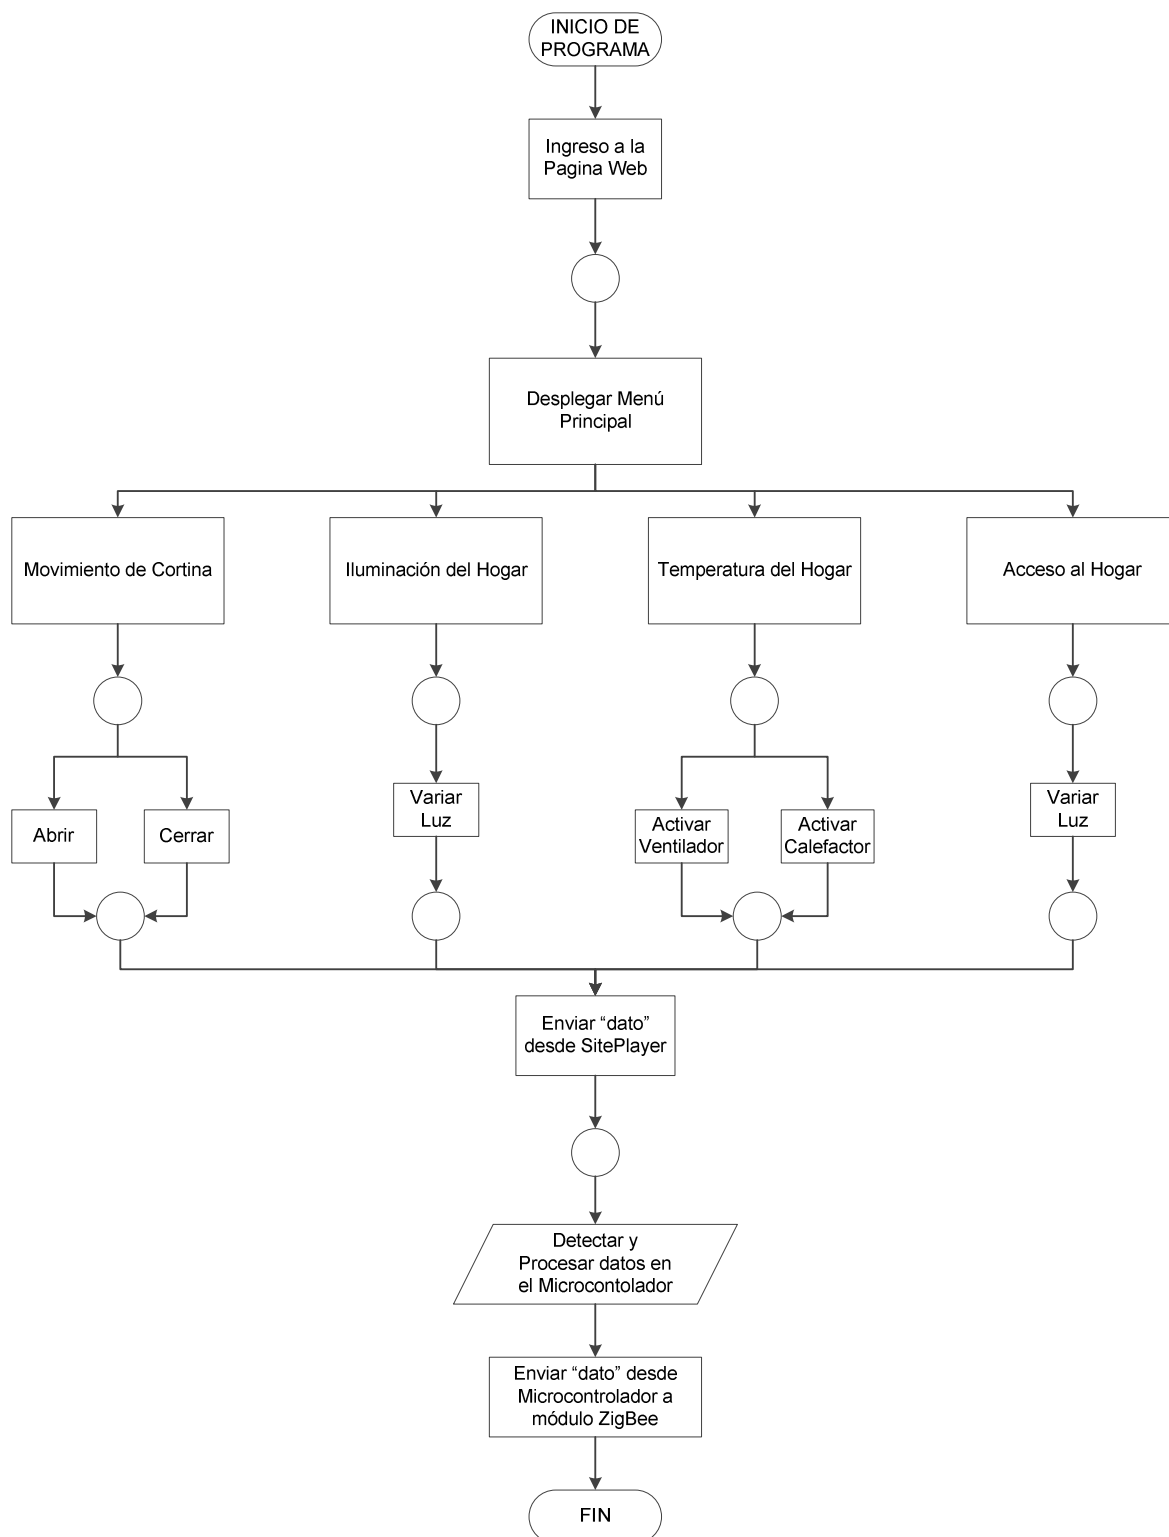 INICIO DE
PROGRAMA
Ingreso a la
Pagina Web
Desplegar Menú
Principal
Movimiento de Cortina
Iluminación del Hogar
Temperatura del Hogar
Acceso al Hogar
Abrir
Cerrar
Variar
Luz
Activar
Ventilador
Activar
Calefactor
Variar
Luz
Enviar “dato”
desde SitePlayer
Detectar y
Procesar datos en
el Microcontolador
Enviar “dato” desde
Microcontrolador a
módulo ZigBee
FIN